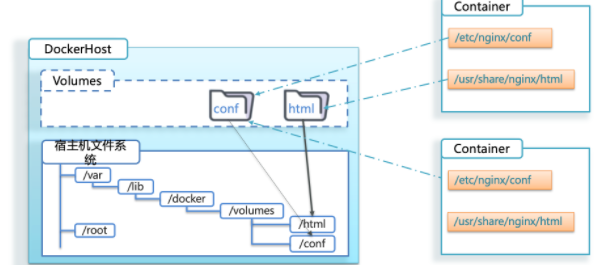 DockerHost
Volumes
conf
html
宿主机文件系
统
/var
/lib
/docker
/volumes
/html
/root
/conf
Container
/etc/nginx/conf
/usr/share/nginx/html
Container
/etc/nginx/conf
/usr/share/nginx/html